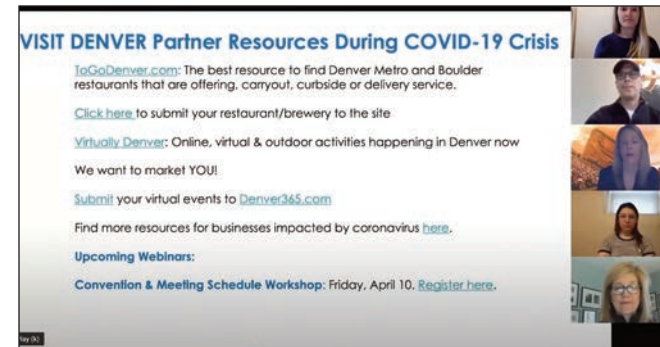 VISIT DENVER Partner Resources During COVID-19 Crisis
ToGoDenver.com: The best resource to find Denver Metro and Boulder
restaurants that are offering, carryout, curbside or delivery service.
Click here to submit your restaurant/brewery to the site
Virtually Denver: Online, virtual & outdoor activities happening in Denver now
We want to market YOU!
Submit your virtual events to Denver365.com
Find more resources for businesses impacted by coronavirus here.
Upcoming Webinars:
Convention & Meeting Schedule Workshop: Friday, April 10. Register here.